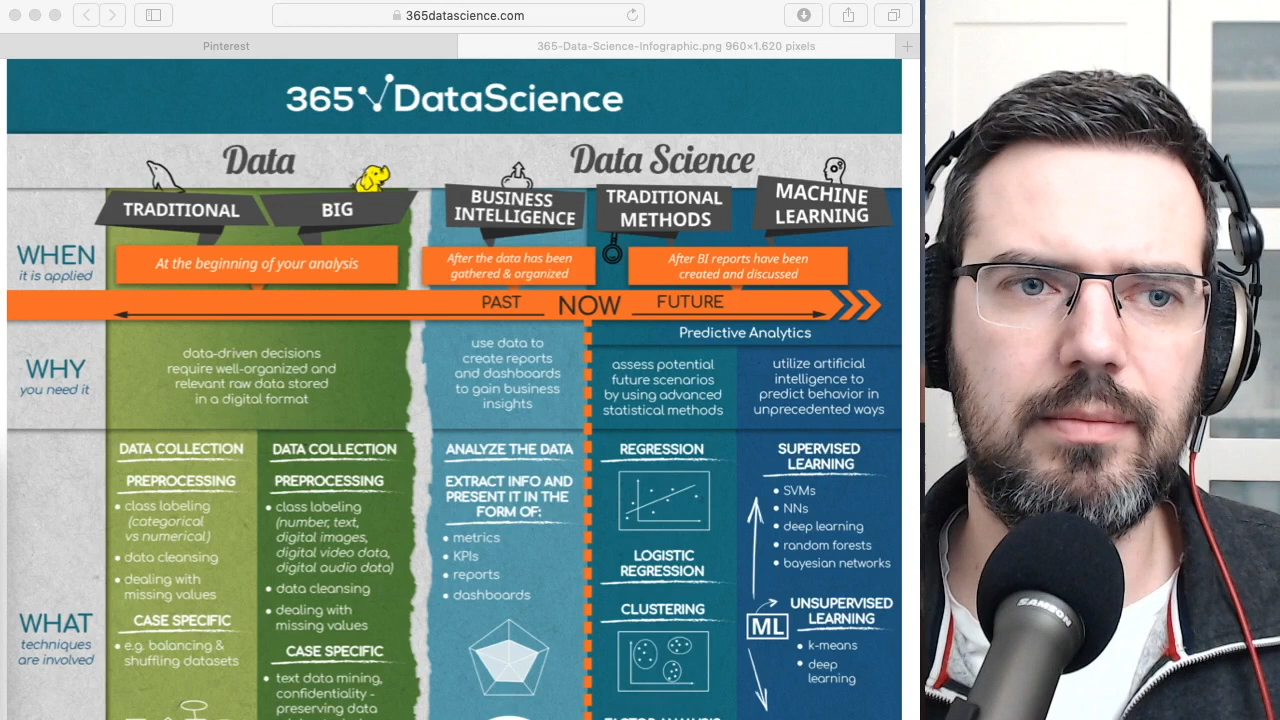 365datascience.com
Pinterest
365-Data-Science-Infographic.png 960×1.620 pixels
365 DataScience
Data
Data Science
TRADITIONAL
BIG
BUSINESS
INTELLIGENCE
TRADITIONAL
METHODS
MACHINE
LEARNING
WHEN
it is applied
At the beginning of your analysis
After the data has been
gathered & organized
After BI reports have been
created and discussed
PAST
NOW
FUTURE
Predictive Analytics
WHY
you need it
data-driven decisions
require well-organized and
relevant raw data stored
in a digital format
use data to
create reports
and dashboards
to gain business
insights
assess potential
future scenarios
by using advanced
statistical methods
utilize artificial
intelligence to
predict behavior in
unprecedented ways
WHAT
techniques
are involved
DATA COLLECTION
PREPROCESSING
• class labeling
(categorical
vs numerical)
• data cleansing
• dealing with
missing values
CASE SPECIFIC
• e.g. balancing &
shuffling datasets
DATA COLLECTION
PREPROCESSING
• class labeling
(number, text,
digital images,
digital video data,
digital audio data)
• data cleansing
• dealing with
missing values
CASE SPECIFIC
• text data mining,
confidentiality -
preserving data
ANALYZE THE DATA
EXTRACT INFO AND
PRESENT IT IN THE
FORM OF:
• metrics
• KPIs
• reports
• dashboards
REGRESSION
LOGISTIC
REGRESSION
CLUSTERING
FACTOR ANALYSIS
SUPERVISED
LEARNING
• SVMs
• NNs
• deep learning
• random forests
• bayesian networks
ML
UNSUPERVISED
LEARNING
• k-means
• deep
learning
SAMSON